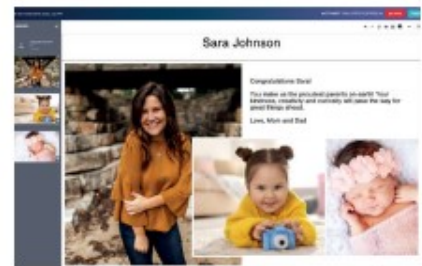 Sara Johnson
Congratulations Sara!
You make us the proudest parents on earth! Your
kindness, creativity and curiosity will pave the way for
great things ahead.
Love, Mom and Dad